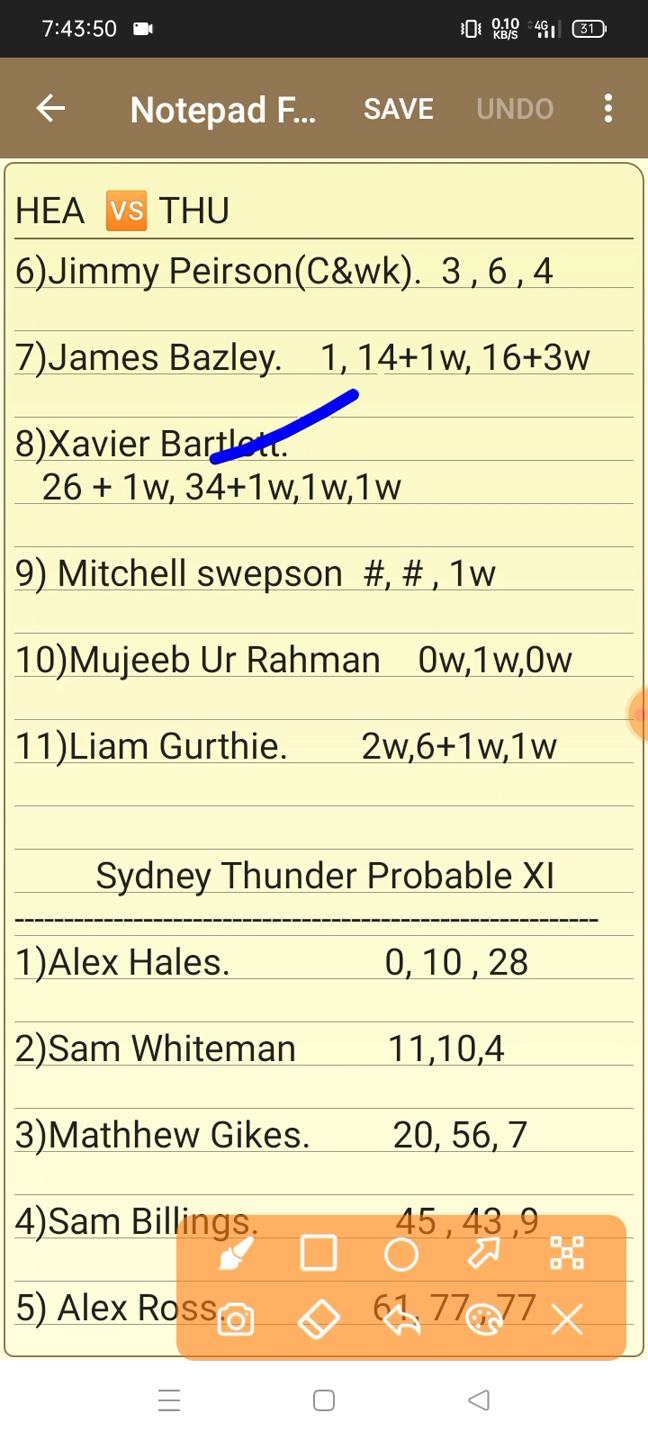 7:43:50 0.10 KB/S 4G 31
Notepad F... SAVE UNDO
HEA 🆚 THU
6)Jimmy Peirson(C&wk). 3 , 6 , 4
7)James Bazley. 1, 14+1w, 16+3w
8)Xavier Bartlett.
26 + 1w, 34+1w,1w,1w
9) Mitchell swepson #, # , 1w
10)Mujeeb Ur Rahman 0w,1w,0w
11)Liam Gurthie. 2w,6+1w,1w
Sydney Thunder Probable XI
-----------------------------------------------------------
1)Alex Hales. 0, 10 , 28
2)Sam Whiteman 11,10,4
3)Mathhew Gikes. 20, 56, 7
4)Sam Billings. 45 , 43 ,9
5) Alex Ross. 61, 77, 77